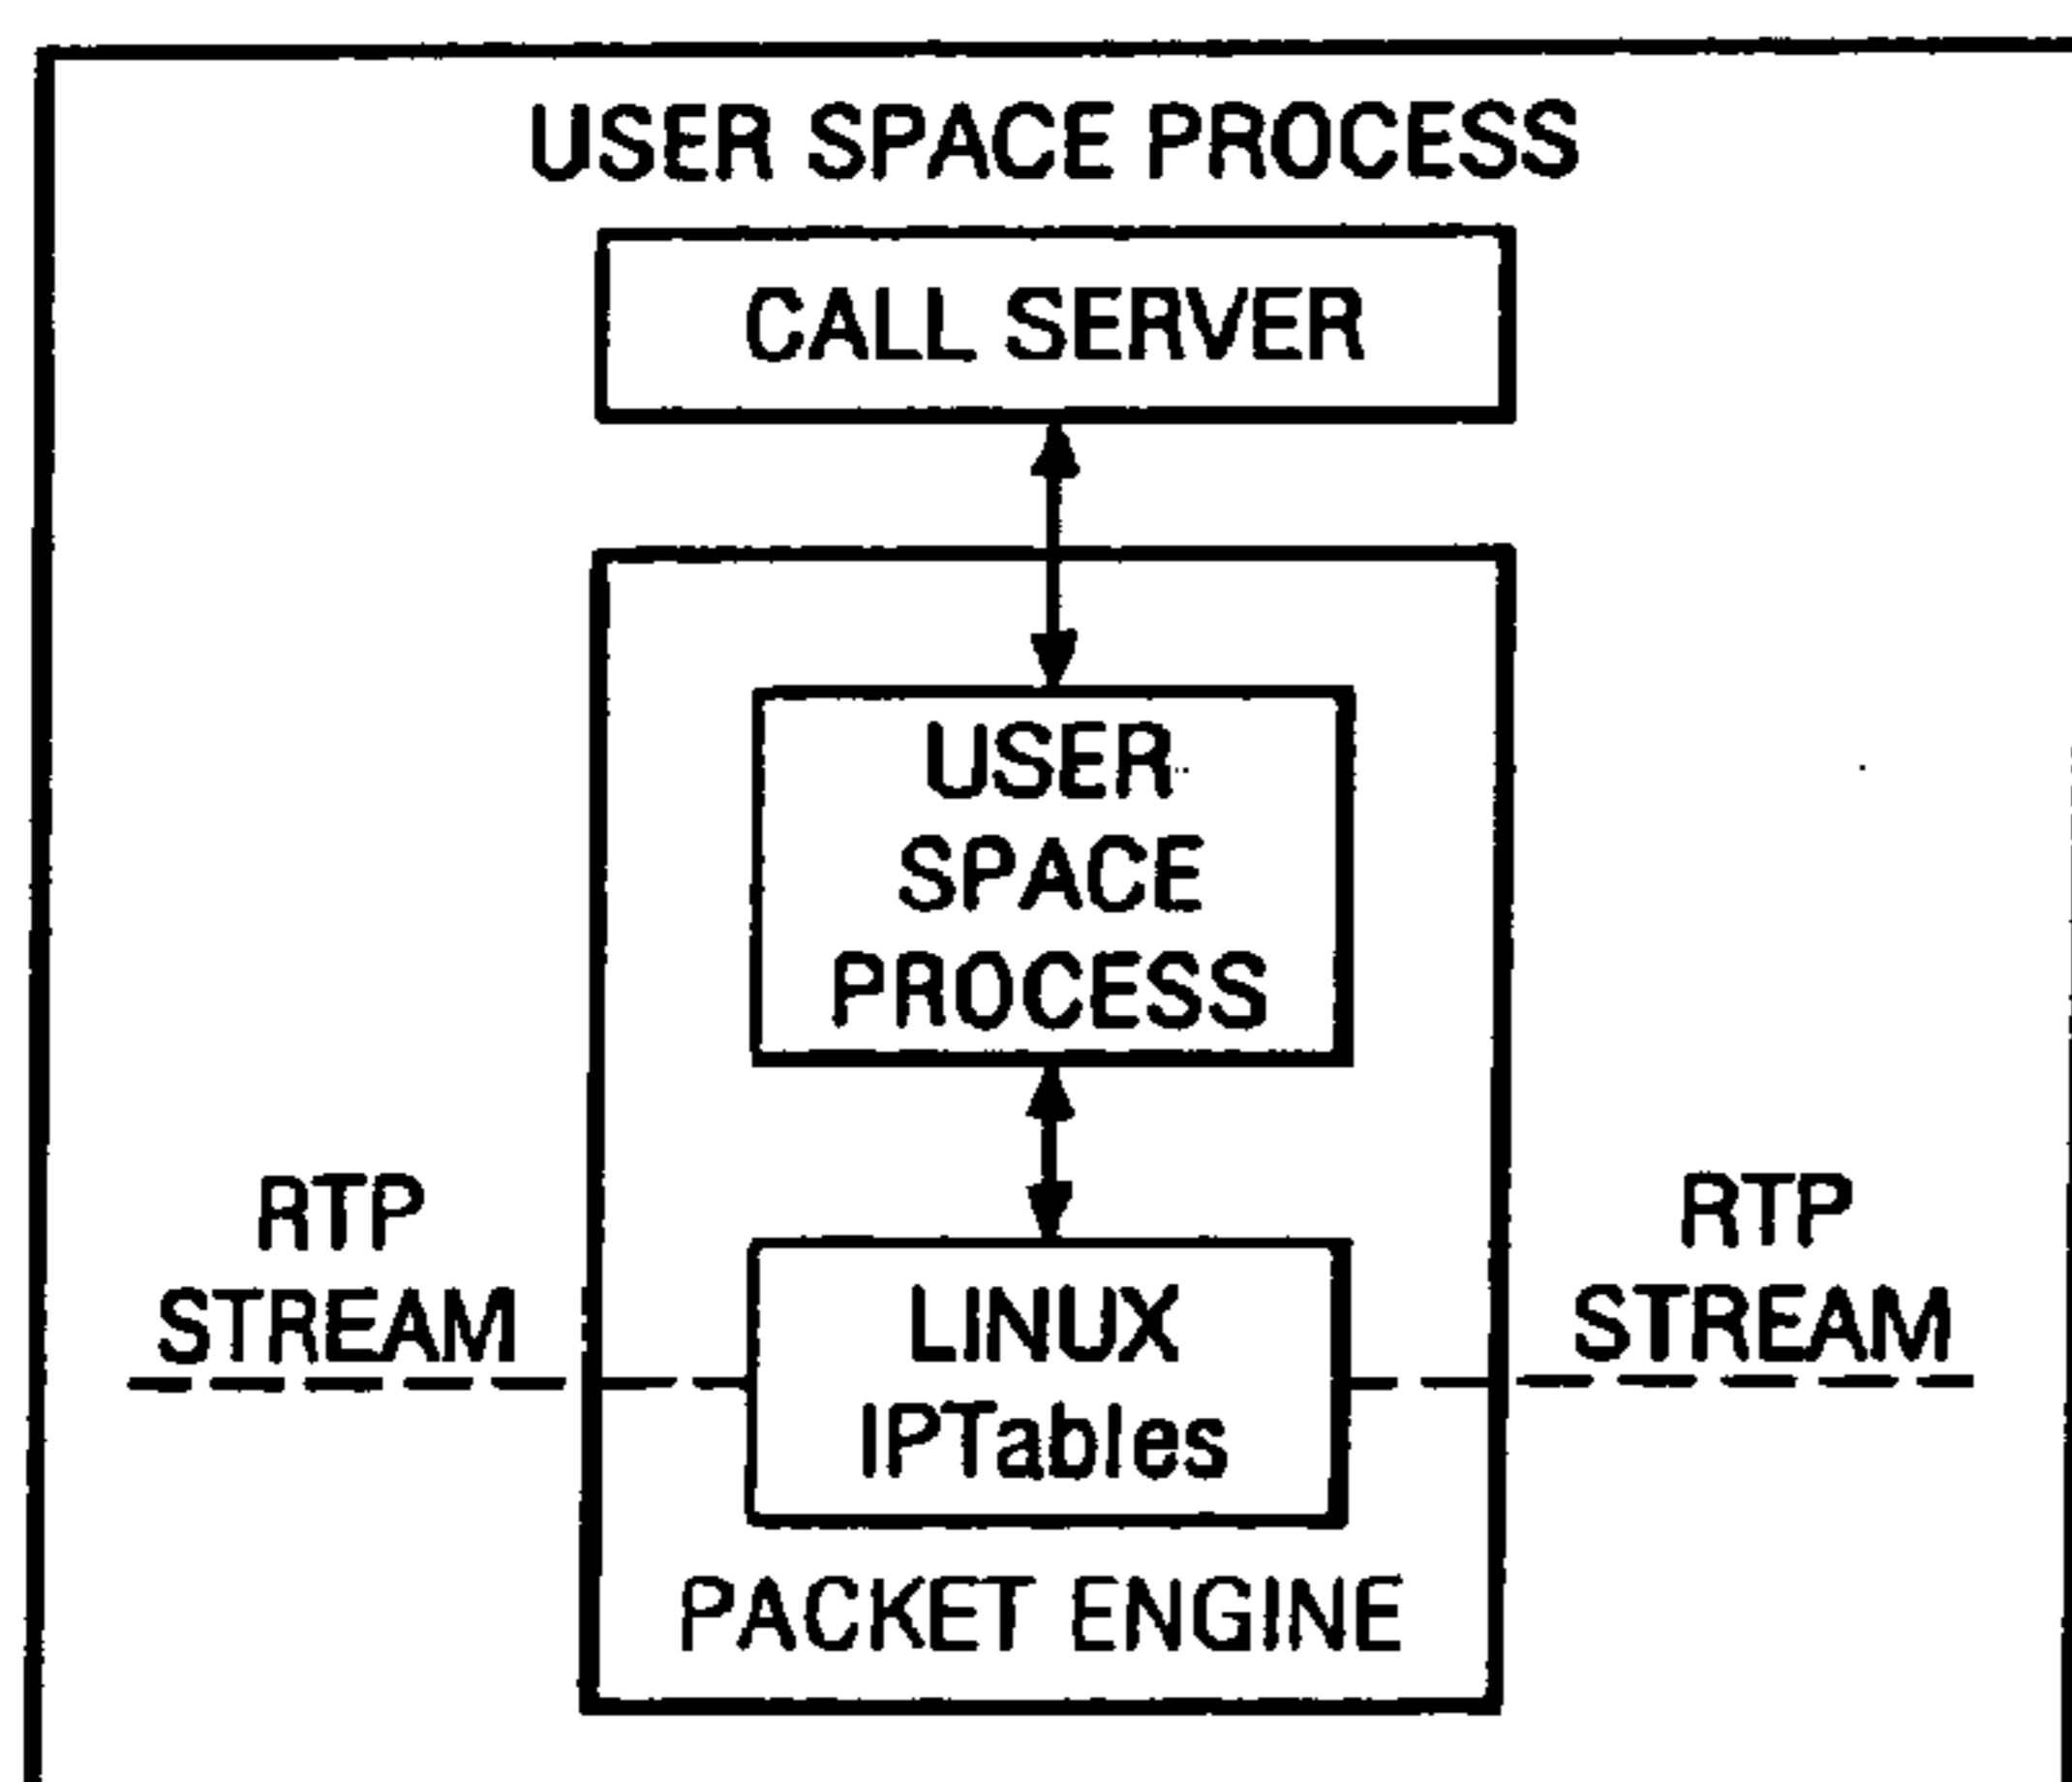 USER SPACE PROCESS
CALL SERVER
USER
SPACE
PROCESS
RTP
STREAM
LINUX
IPTables
RTP
STREAM
PACKET ENGINE